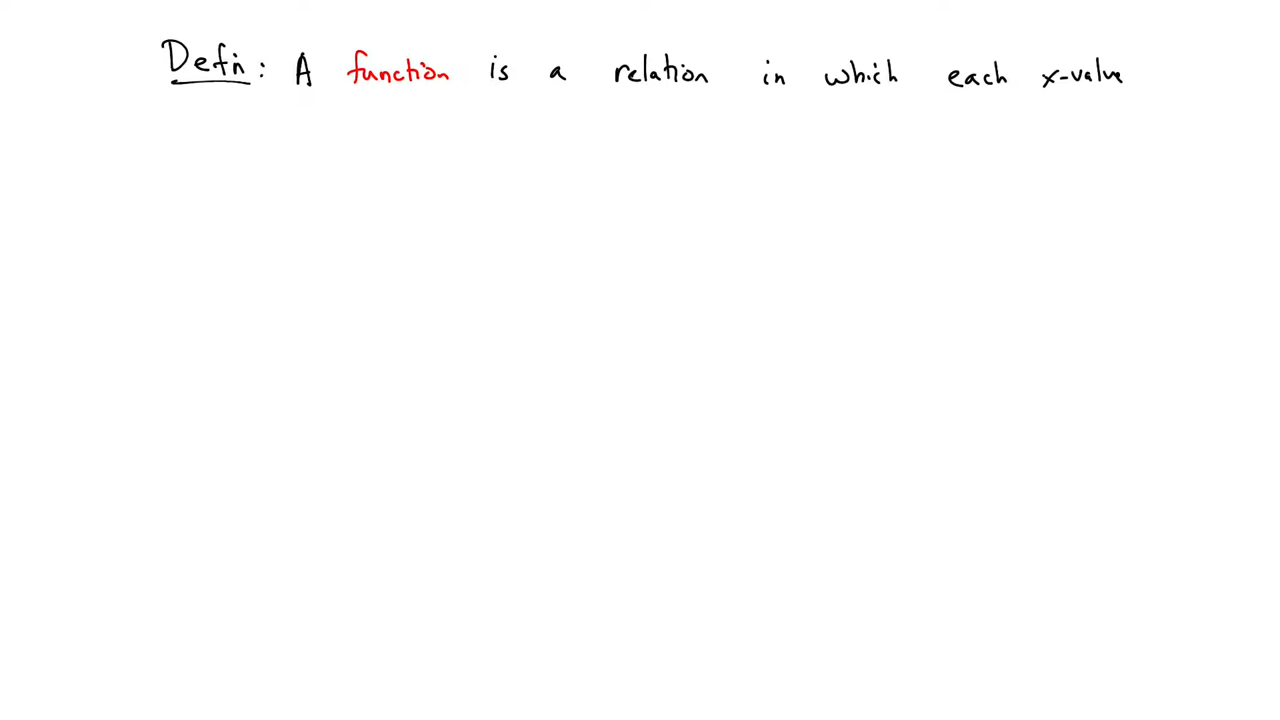 Defn: A function is a relation in which each x-value